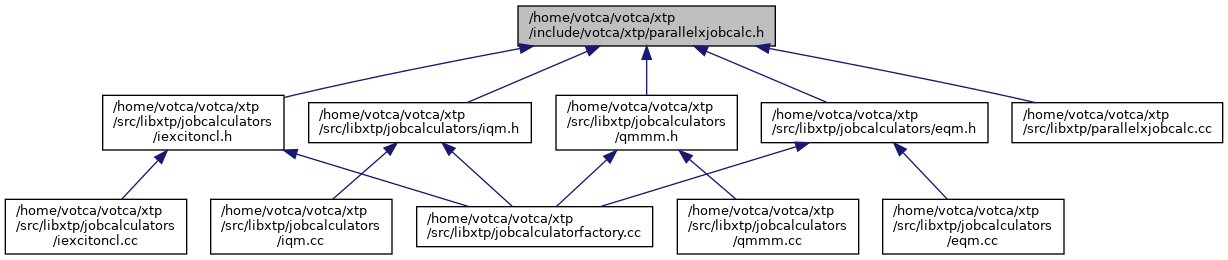 /home/votca/votca/xtp
/include/votca/xtp/parallelxjobcalc.h
/home/votca/votca/xtp
/src/libxtp/jobcalculators
/iexcitoncl.h
/home/votca/votca/xtp
/src/libxtp/jobcalculators/iqm.h
/home/votca/votca/xtp
/src/libxtp/jobcalculators
/qmmm.h
/home/votca/votca/xtp
/src/libxtp/jobcalculators/eqm.h
/home/votca/votca/xtp
/src/libxtp/parallelxjobcalc.cc
/home/votca/votca/xtp
/src/libxtp/jobcalculators
/iexcitoncl.cc
/home/votca/votca/xtp
/src/libxtp/jobcalculators
/iqm.cc
/home/votca/votca/xtp
/src/libxtp/jobcalculatorfactory.cc
/home/votca/votca/xtp
/src/libxtp/jobcalculators
/qmmm.cc
/home/votca/votca/xtp
/src/libxtp/jobcalculators
/eqm.cc